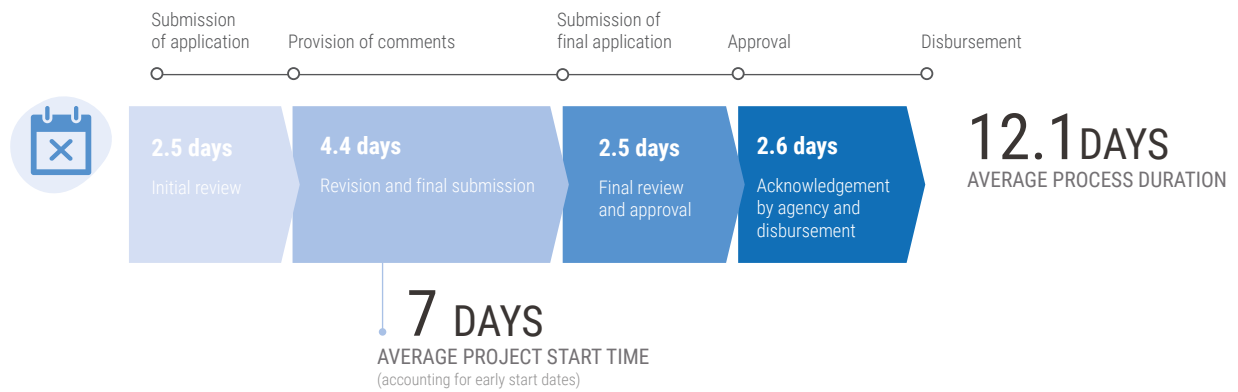 Submission
of application
Provision of comments
Submission of
final application
Approval
Disbursement
2.5 days
Initial review
4.4 days
Revision and final submission
2.5 days
Final review
and approval
2.6 days
Acknowledgement
by agency and
disbursement
12.1 DAYS
AVERAGE PROCESS DURATION
7 DAYS
AVERAGE PROJECT START TIME
(accounting for early start dates)